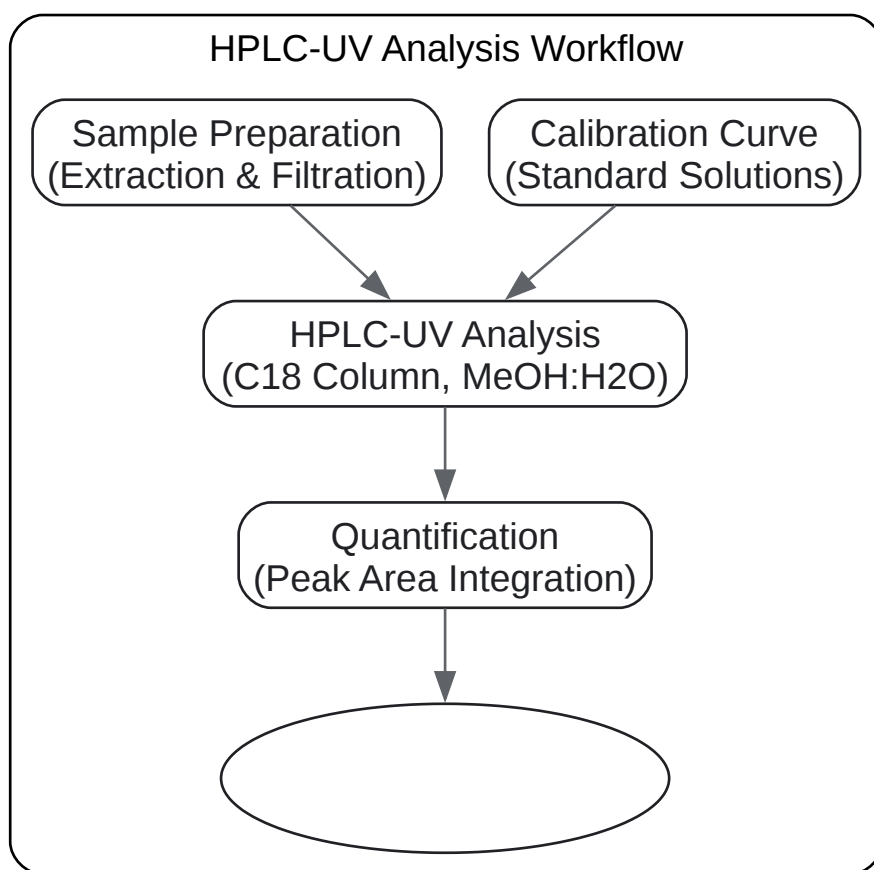 HPLC-UV Analysis Workflow
Sample Preparation
(Extraction & Filtration)
Calibration Curve
(Standard Solutions)
HPLC-UV Analysis
(C18 Column, MeOH:H2O)
Quantification
(Peak Area Integration)